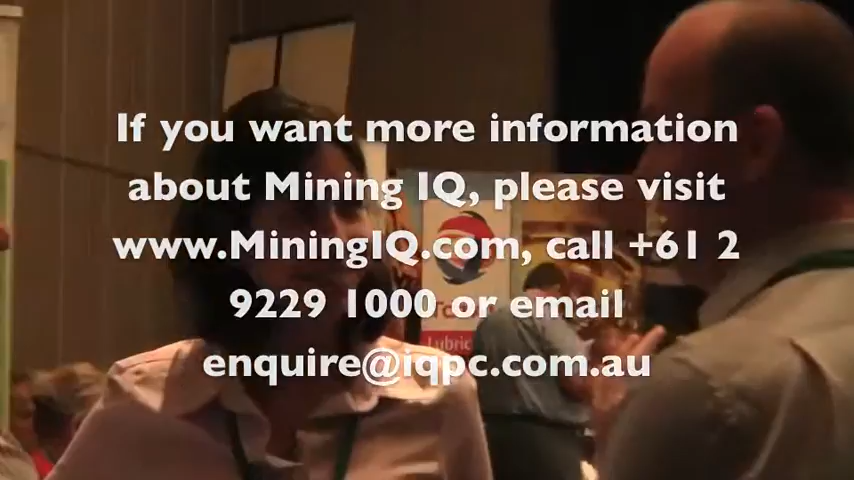 If you want more information
about Mining IQ, please visit
www.MiningIQ.com, call +61 2
9229 1000 or email
enquire@iqpc.com.au
Lubric